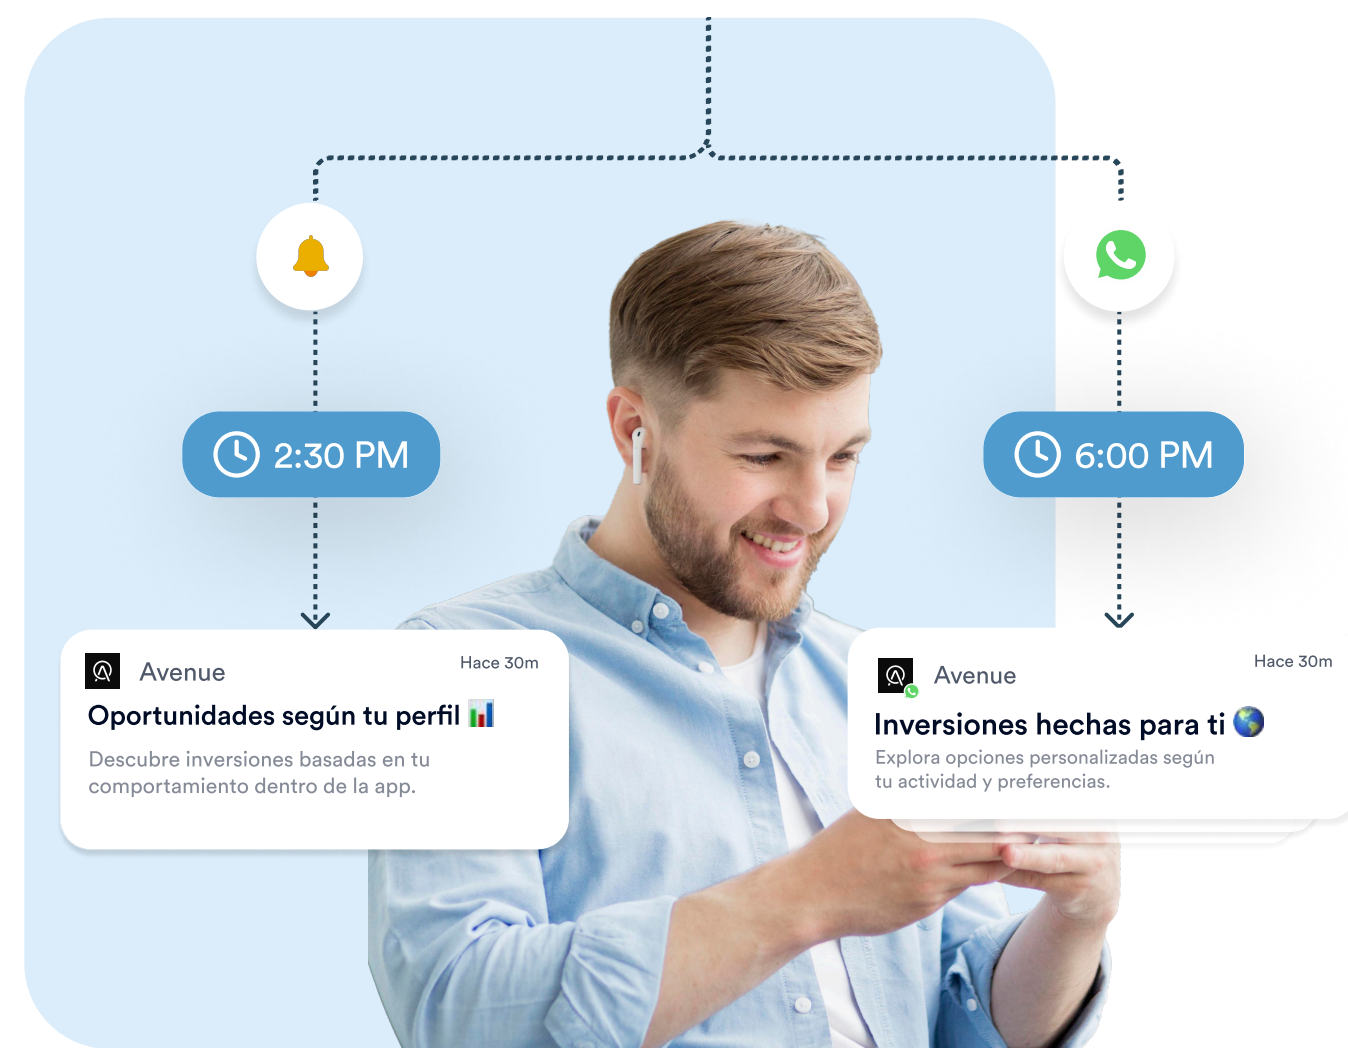 2:30 PM
6:00 PM
Avenue
Hace 30m
Oportunidades según tu perfil
Descubre inversiones basadas en tu
comportamiento dentro de la app.
Avenue
Hace 30m
Inversiones hechas para ti
Explora opciones personalizadas según
tu actividad y preferencias.